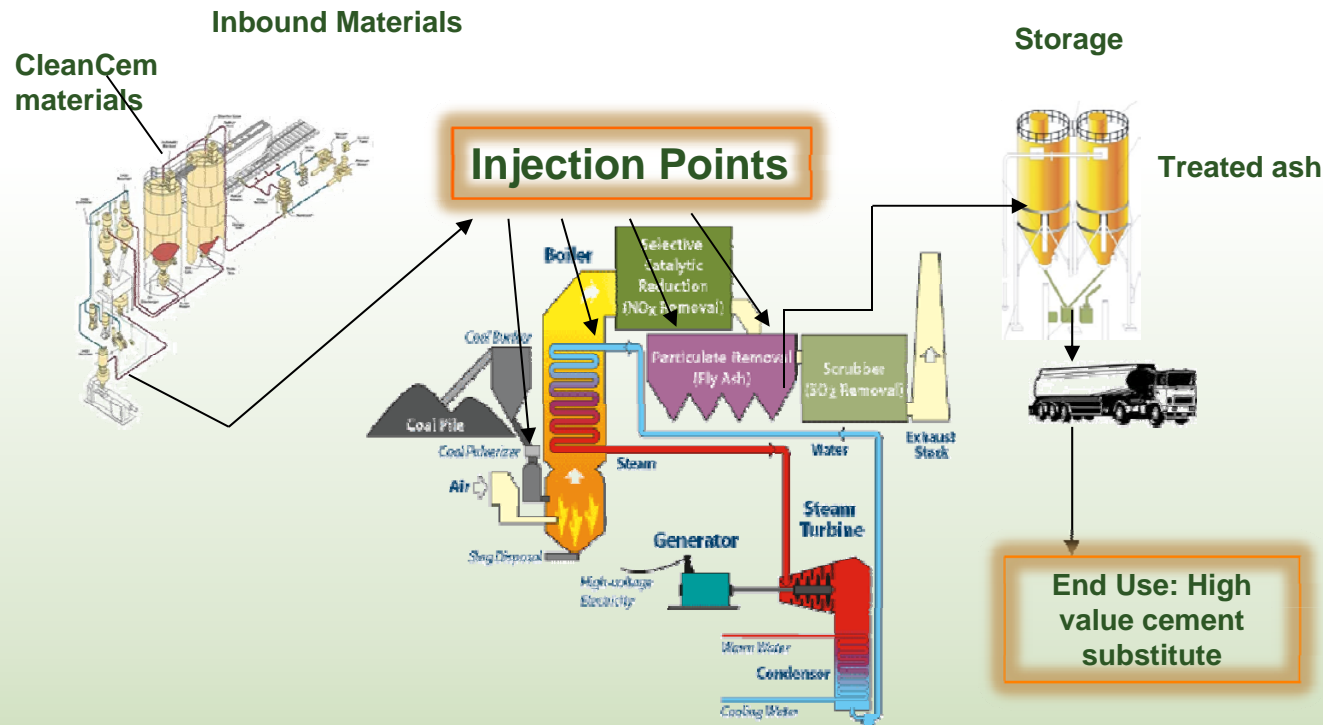 Inbound Materials
Storage
CleanCem
materials
Injection Points
Treated ash
Boiler
Selective
Catalytic
Reduction
(NOX Removal)
Coal Bunker
Particulate Removal
(Fly Ash)
Scrubber
(SO2 Removal)
Coal Pile
Coal Pulverizer
Steam
Water
Exhaust
Stack
Air
Steam
Turbine
Slag Disposal
Generator
High-voltage
Electricity
End Use: High
value cement
substitute
Warm Water
Condensor
Cooling Water